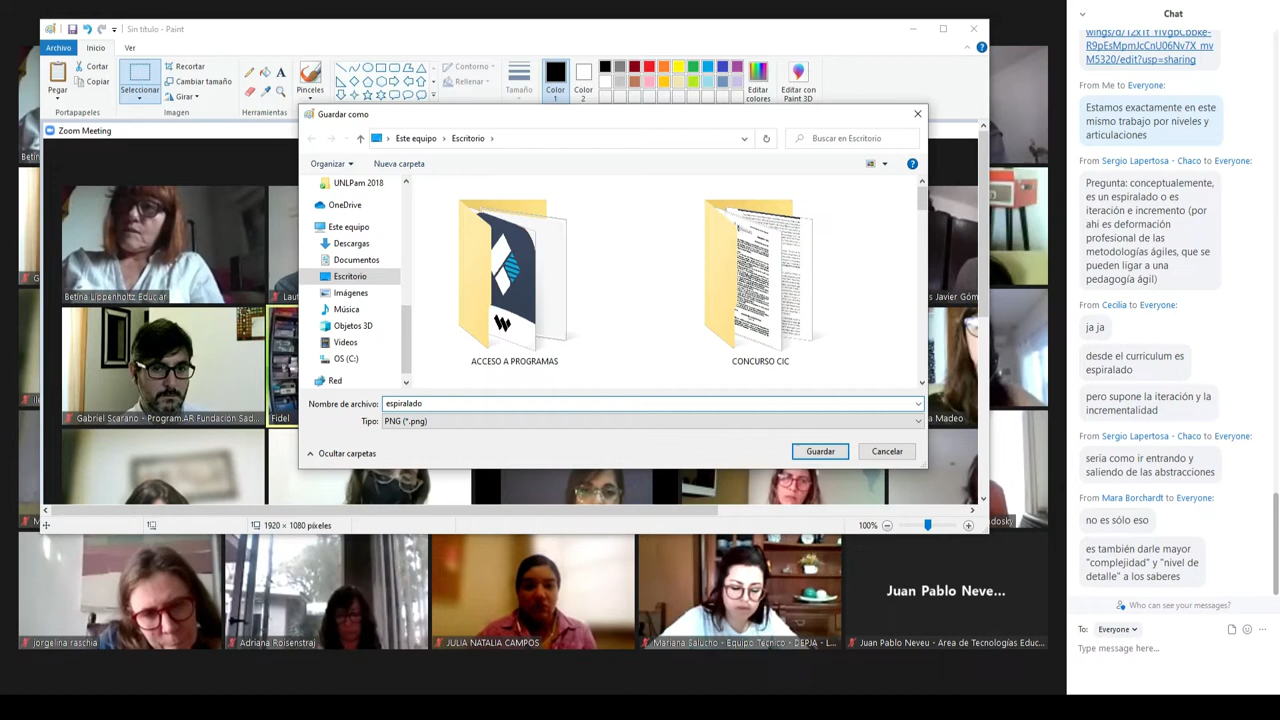 Sin título - Paint
Archivo
Inicio
Ver
Pegar
Cortar
Copiar
Portapapeles
Seleccionar
Recortar
Cambiar tamaño
Girar
Imagen
Herramientas
Pinceles
Contorno
Rellenar
Tamaño
Color
1
Color
2
Editar
colores
Editar con
Paint 3D
Zoom Meeting
Guardar como
Este equipo
Escritorio
Buscar en Escritorio
Organizar
Nueva carpeta
UNLPam 2018
OneDrive
Este equipo
Descargas
Documentos
Escritorio
Imágenes
Música
Objetos 3D
Videos
OS (C:)
Red
ACCESO A PROGRAMAS
CONCURSO CIC
Nombre de archivo:
espiralado
Tipo:
PNG (*.png)
Ocultar carpetas
Guardar
Cancelar
Betina Lippenholtz Educ.ar
Gabriel Scarano - Program.AR Fundación Sad...
Fidel
1920 × 1080 píxeles
100%
jorgelina raschia
Adriana Roisenstraj
JULIA NATALIA CAMPOS
Mariana Salucho - Equipo Técnico - DEPJA - L...
Juan Pablo Neve...
Juan Pablo Neveu - Area de Tecnologías Educ...
Chat
M5320/edit?usp=sharing
From Me to Everyone:
Estamos exactamente en este
mismo trabajo por niveles y
articulaciones
From Sergio Lapertosa - Chaco to Everyone:
Pregunta: conceptualemente,
es un espiralado o es
iteración e incremento (por
ahi es deformación
profesional de las
metodologías ágiles, que se
pueden ligar a una
pedagogía ágil)
From Cecilia to Everyone:
ja ja
desde el curriculum es
espiralado
pero supone la iteración y la
incrementalidad
From Sergio Lapertosa - Chaco to Everyone:
sería como ir entrando y
saliendo de las abstracciones
From Mara Borchardt to Everyone:
no es sólo eso
es también darle mayor
"complejidad" y "nivel de
detalle" a los saberes
Who can see your messages?
To:
Everyone
Type message here...